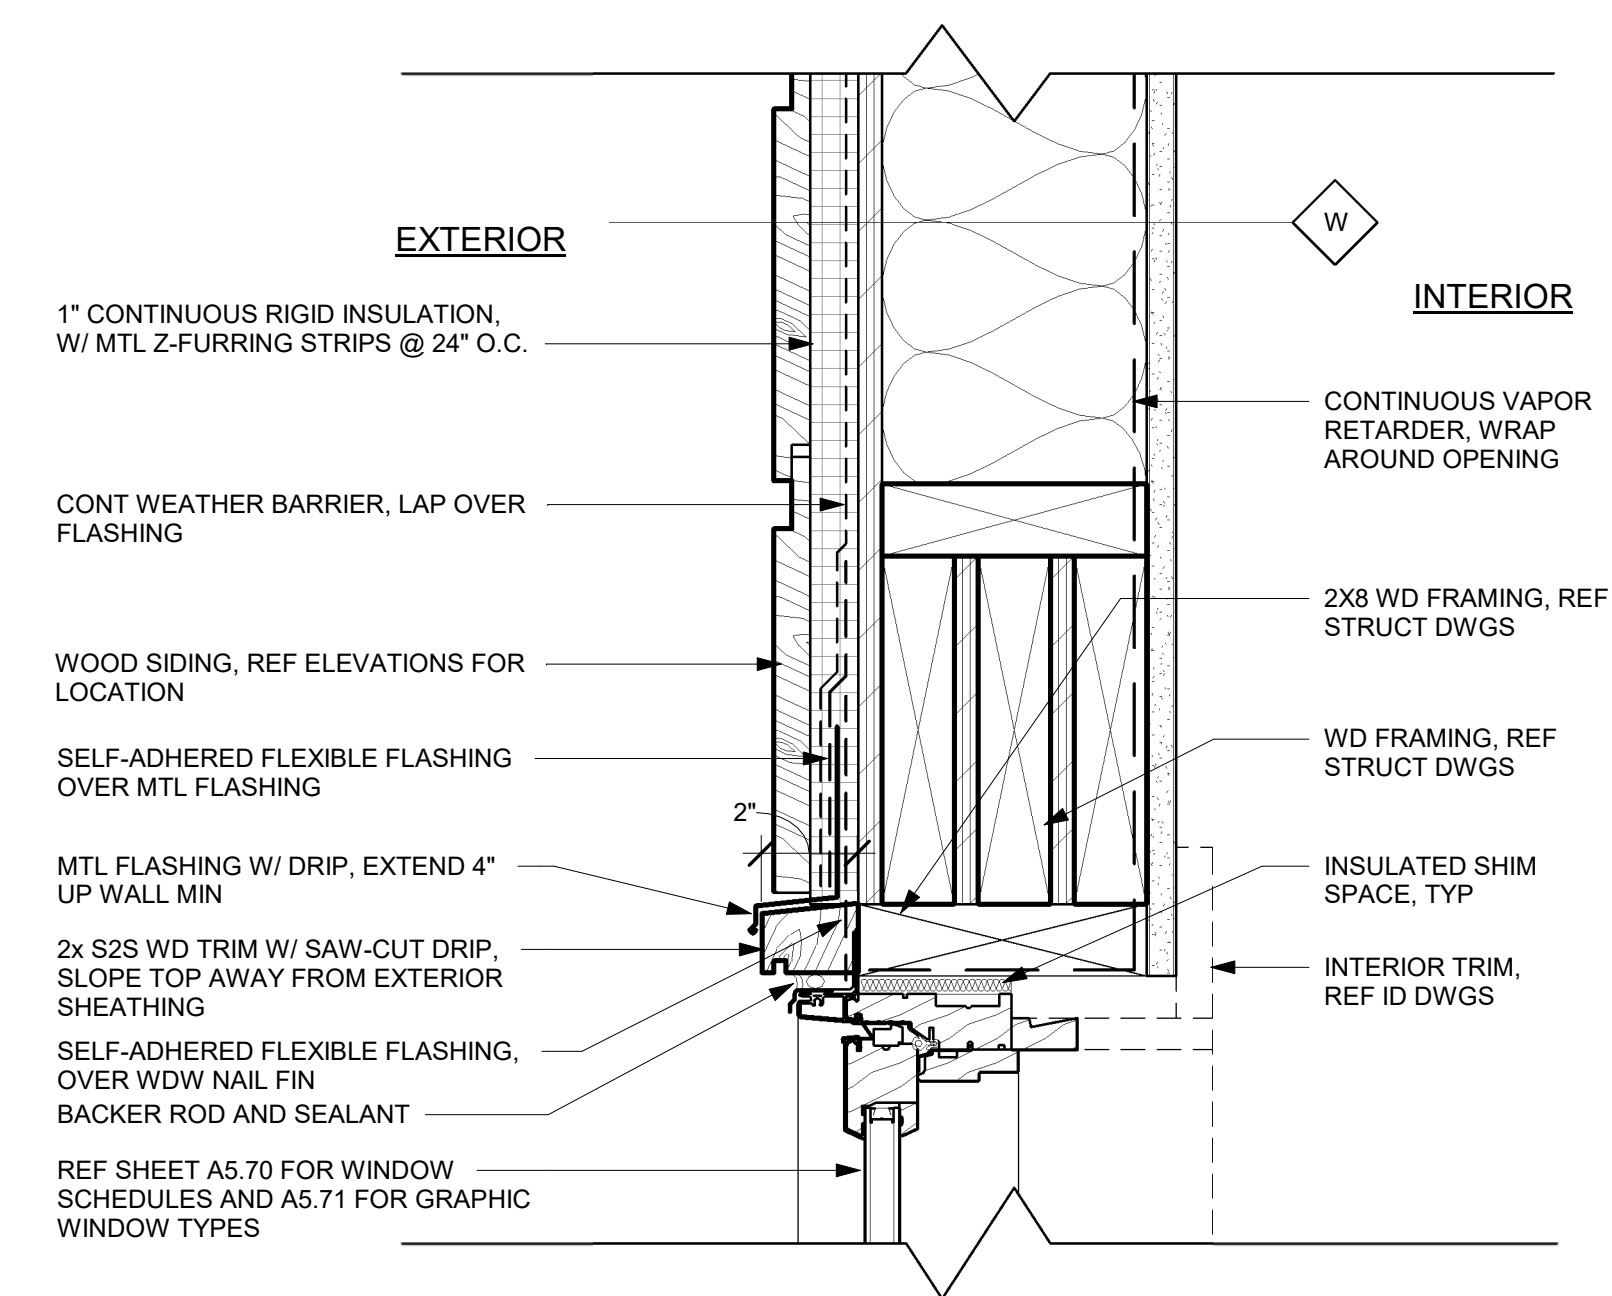 EXTERIOR
1" CONTINUOUS RIGID INSULATION,
W/ MTL Z-FURRING STRIPS @ 24" O.C.
CONT WEATHER BARRIER, LAP OVER
FLASHING
WOOD SIDING, REF ELEVATIONS FOR
LOCATION
SELF-ADHERED FLEXIBLE FLASHING
OVER MTL FLASHING
2"
MTL FLASHING W/ DRIP, EXTEND 4"
UP WALL MIN
2x S2S WD TRIM W/ SAW-CUT DRIP,
SLOPE TOP AWAY FROM EXTERIOR
SHEATHING
SELF-ADHERED FLEXIBLE FLASHING,
OVER WDW NAIL FIN
BACKER ROD AND SEALANT
REF SHEET A5.70 FOR WINDOW
SCHEDULES AND A5.71 FOR GRAPHIC
WINDOW TYPES
W
INTERIOR
CONTINUOUS VAPOR
RETARDER, WRAP
AROUND OPENING
2X8 WD FRAMING, REF
STRUCT DWGS
WD FRAMING, REF
STRUCT DWGS
INSULATED SHIM
SPACE, TYP
INTERIOR TRIM,
REF ID DWGS